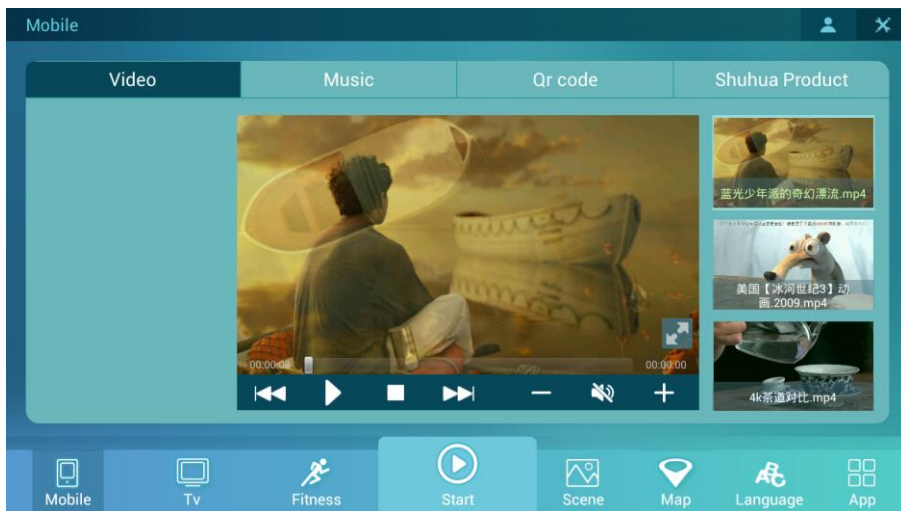 Mobile
Video
Music
Qr code
Shuhua Product
蓝光少年派的奇幻漂流.mp4
美国【冰河世纪3】动
画.2009.mp4
4k茶道对比.mp4
00:00:00
00:00:00
Mobile
Tv
Fitness
Start
Scene
Map
ABC
Language
App